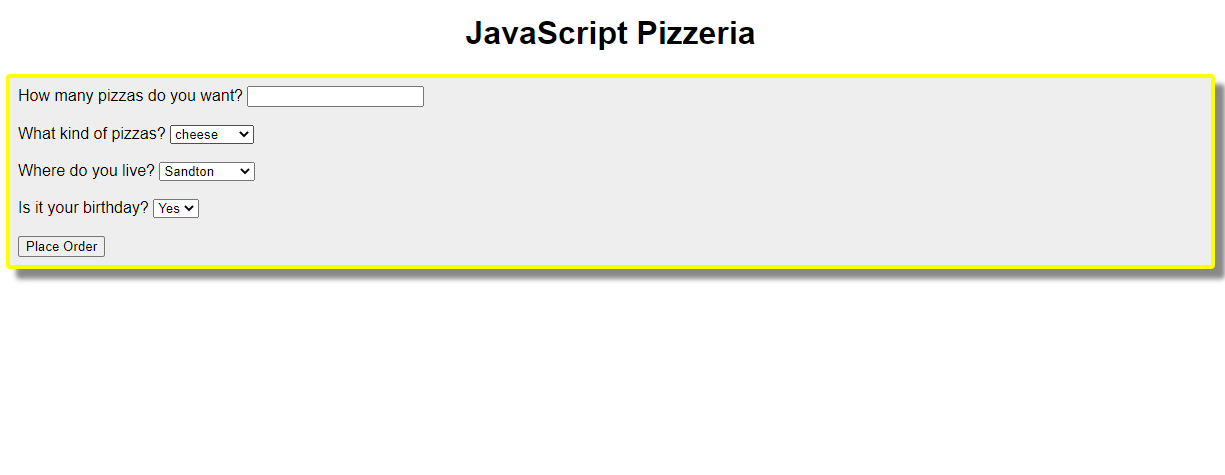 JavaScript Pizzeria
How many pizzas do you want?
What kind of pizzas? cheese
Where do you live? Sandton
Is it your birthday? Yes
Place Order